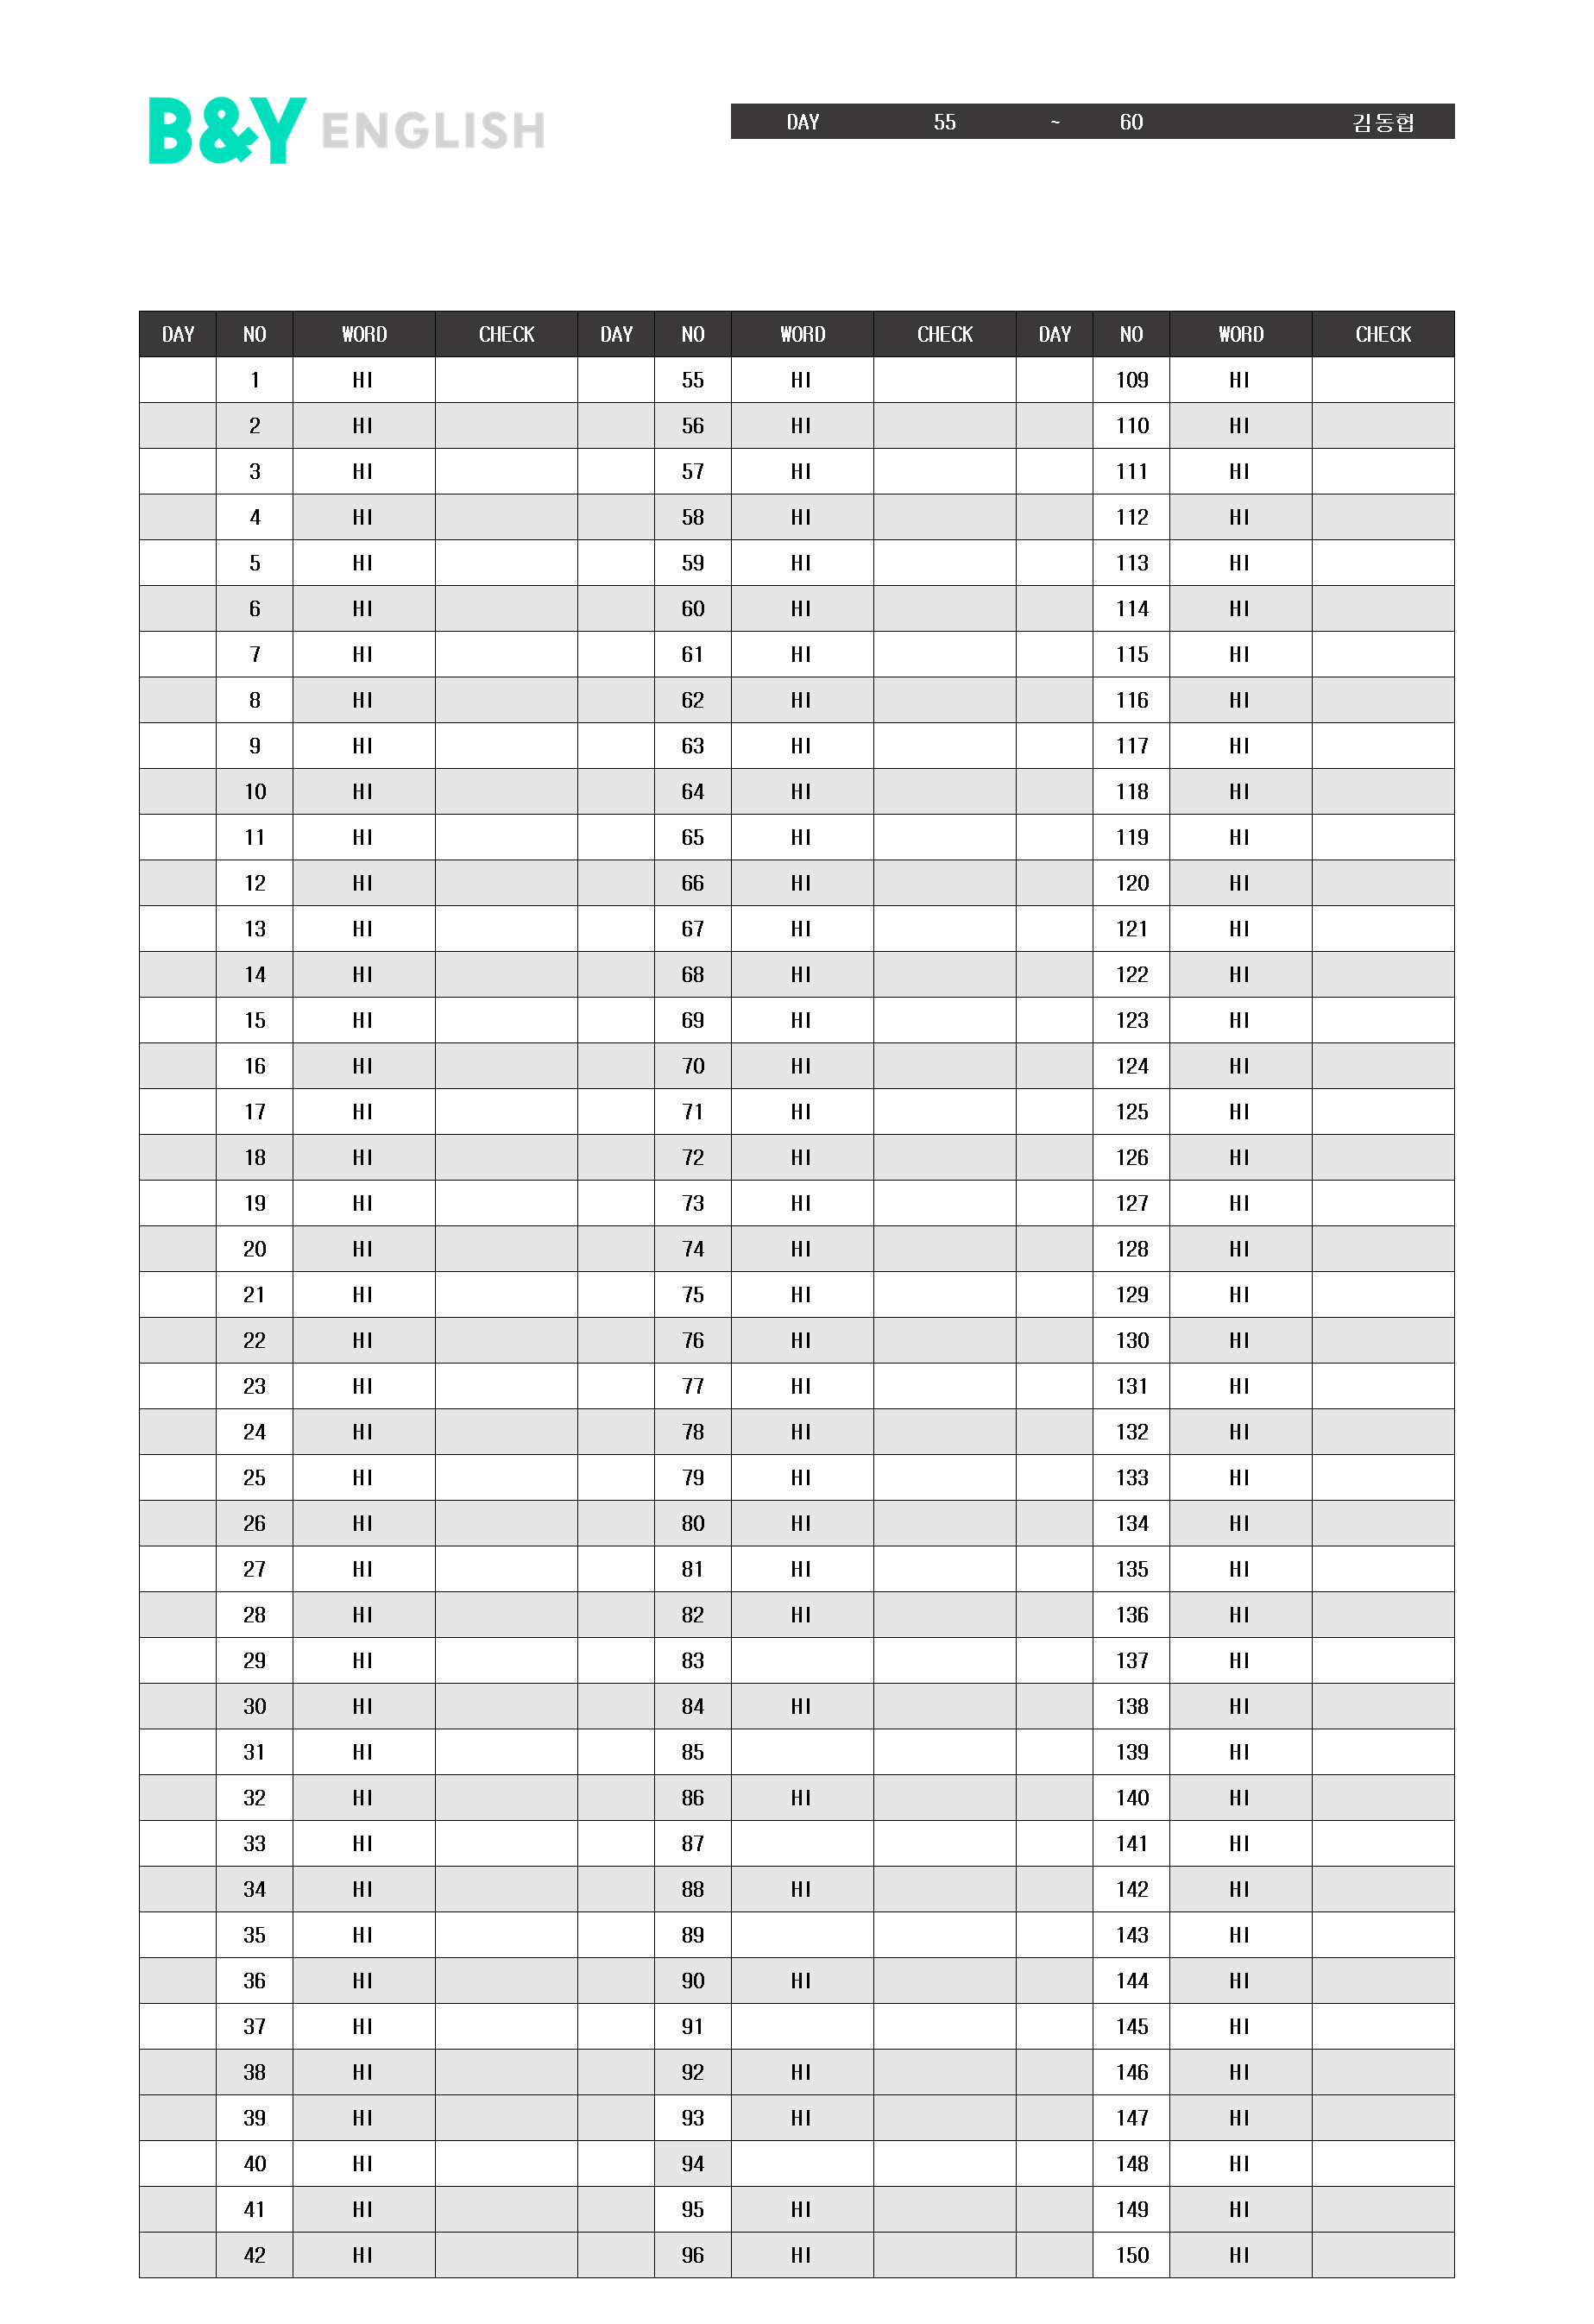 B&Y ENGLISH
DAY 55 ~ 60 김동협
DAY NO WORD CHECK DAY NO WORD CHECK DAY NO WORD CHECK
1 HI 55 HI 109 HI
2 HI 56 HI 110 HI
3 HI 57 HI 111 HI
4 HI 58 HI 112 HI
5 HI 59 HI 113 HI
6 HI 60 HI 114 HI
7 HI 61 HI 115 HI
8 HI 62 HI 116 HI
9 HI 63 HI 117 HI
10 HI 64 HI 118 HI
11 HI 65 HI 119 HI
12 HI 66 HI 120 HI
13 HI 67 HI 121 HI
14 HI 68 HI 122 HI
15 HI 69 HI 123 HI
16 HI 70 HI 124 HI
17 HI 71 HI 125 HI
18 HI 72 HI 126 HI
19 HI 73 HI 127 HI
20 HI 74 HI 128 HI
21 HI 75 HI 129 HI
22 HI 76 HI 130 HI
23 HI 77 HI 131 HI
24 HI 78 HI 132 HI
25 HI 79 HI 133 HI
26 HI 80 HI 134 HI
27 HI 81 HI 135 HI
28 HI 82 HI 136 HI
29 HI 83 137 HI
30 HI 84 HI 138 HI
31 HI 85 139 HI
32 HI 86 HI 140 HI
33 HI 87 141 HI
34 HI 88 HI 142 HI
35 HI 89 143 HI
36 HI 90 HI 144 HI
37 HI 91 145 HI
38 HI 92 HI 146 HI
39 HI 93 HI 147 HI
40 HI 94 148 HI
41 HI 95 HI 149 HI
42 HI 96 HI 150 HI